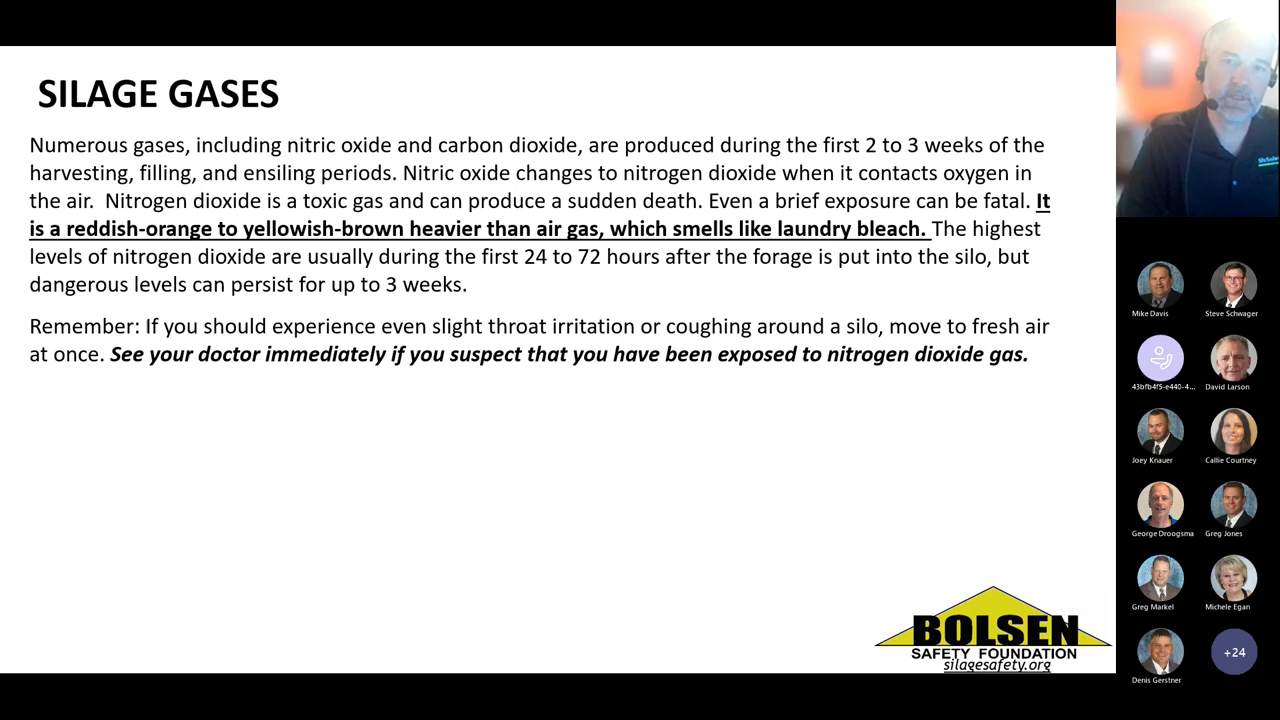 SILAGE GASES
Numerous gases, including nitric oxide and carbon dioxide, are produced during the first 2 to 3 weeks of the
harvesting, filling, and ensiling periods. Nitric oxide changes to nitrogen dioxide when it contacts oxygen in
the air.  Nitrogen dioxide is a toxic gas and can produce a sudden death. Even a brief exposure can be fatal. It
is a reddish-orange to yellowish-brown heavier than air gas, which smells like laundry bleach. The highest
levels of nitrogen dioxide are usually during the first 24 to 72 hours after the forage is put into the silo, but
dangerous levels can persist for up to 3 weeks.
Remember: If you should experience even slight throat irritation or coughing around a silo, move to fresh air
at once. See your doctor immediately if you suspect that you have been exposed to nitrogen dioxide gas.
BOLSEN
SAFETY FOUNDATION
silagesafety.org
Mike Davis
Steve Schwager
43bfb4f5-e440-4...
David Larson
Joey Knauer
Callie Courtney
George Droogsma
Greg Jones
Greg Markel
Michele Egan
Denis Gerstner
+24